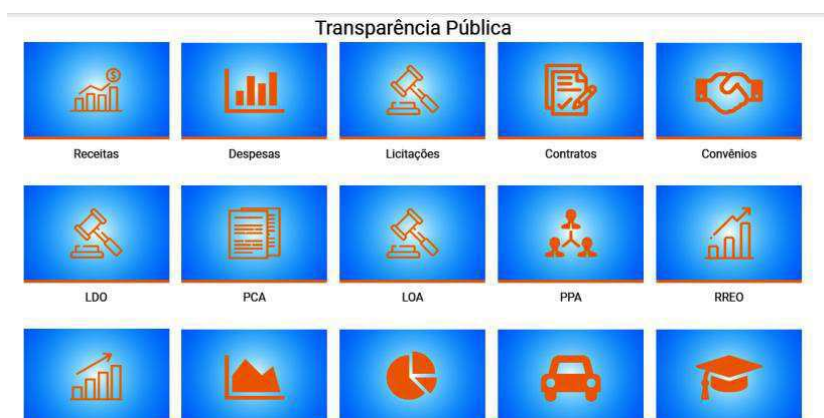 Transparência Pública
Receitas
Despesas
Licitações
Contratos
Convênios
LDO
PCA
LOA
PPA
RREO